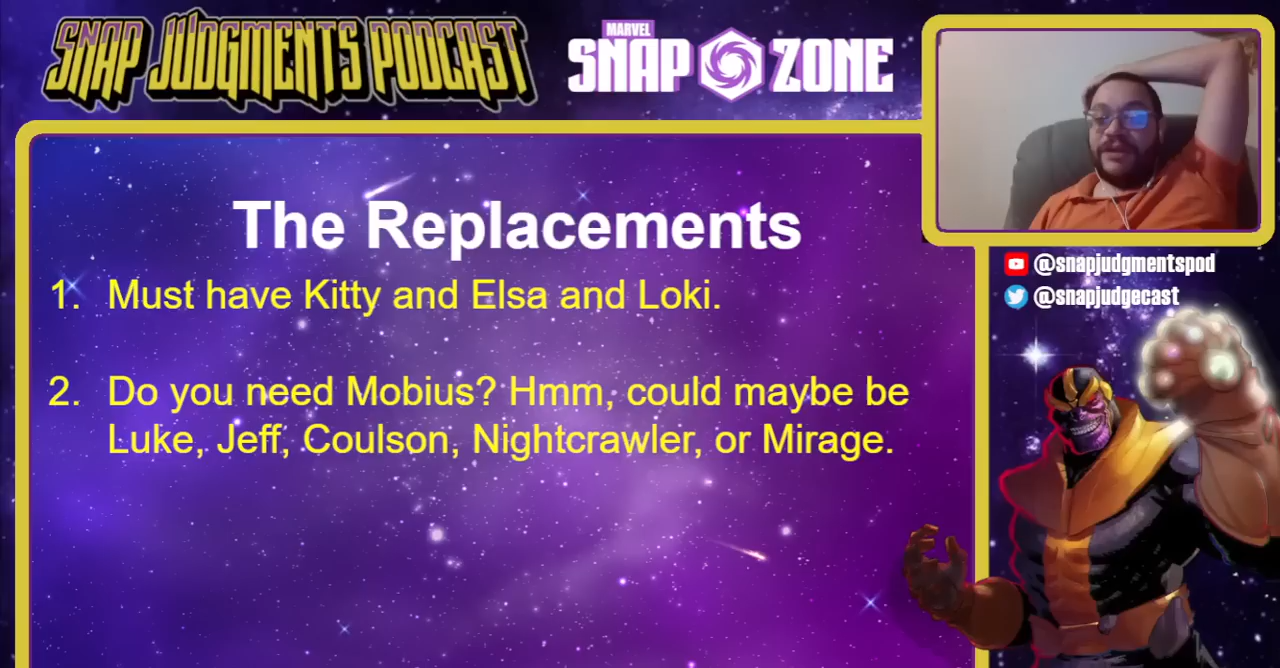 SNAP JUDGMENTS PODCAST
MARVEL
SNAP ZONE
The Replacements
1. Must have Kitty and Elsa and Loki.
2. Do you need Mobius? Hmm, could maybe be
Luke, Jeff, Coulson, Nightcrawler, or Mirage.
@snapjudgmentspod
@snapjudgecast